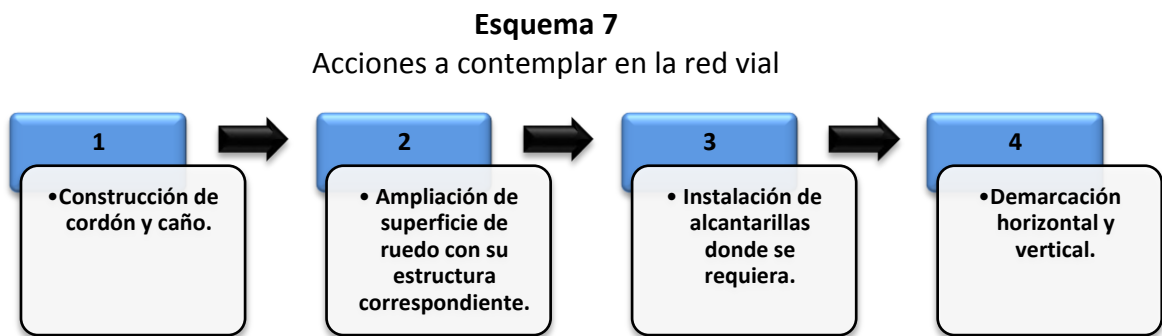 Esquema 7
Acciones a contemplar en la red vial
1
•Construcción de
cordón y caño.
2
• Ampliación de
superficie de
ruedo con su
estructura
correspondiente.
3
• Instalación de
alcantarillas
donde se
requiera.
4
•Demarcación
horizontal y
vertical.